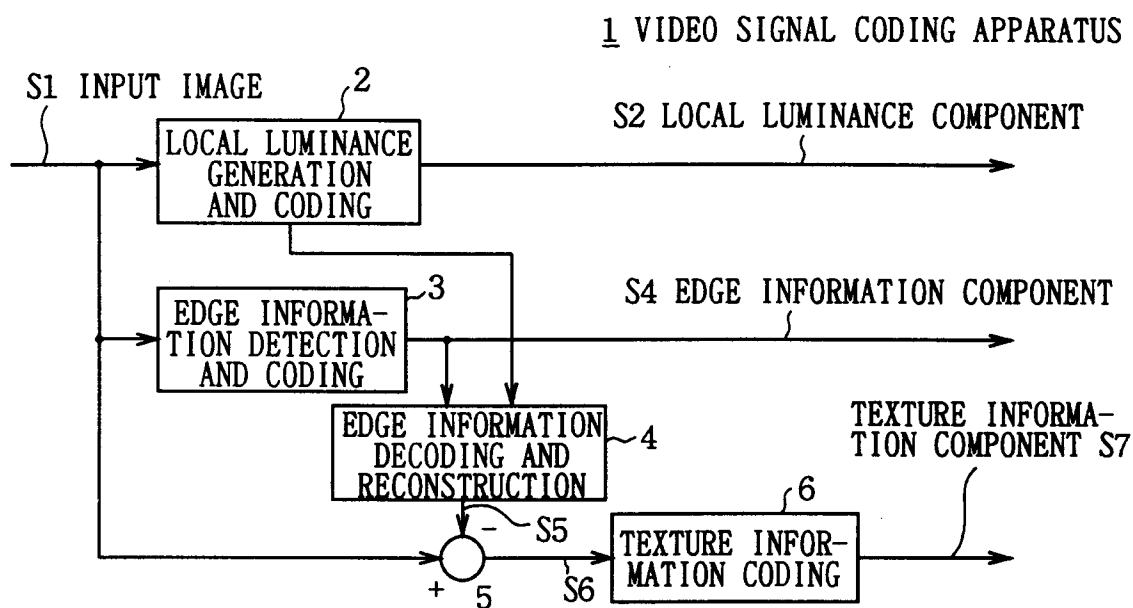 1 VIDEO SIGNAL CODING APPARATUS
S1 INPUT IMAGE
2
LOCAL LUMINANCE
GENERATION
AND CODING
S2 LOCAL LUMINANCE COMPONENT
3
EDGE INFORMA-
TION DETECTION
AND CODING
S4 EDGE INFORMATION COMPONENT
EDGE INFORMATION
DECODING AND
RECONSTRUCTION
4
TEXTURE INFORMA-
TION COMPONENT S7
- S5
+
5
S6
6
TEXTURE INFOR-
MATION CODING